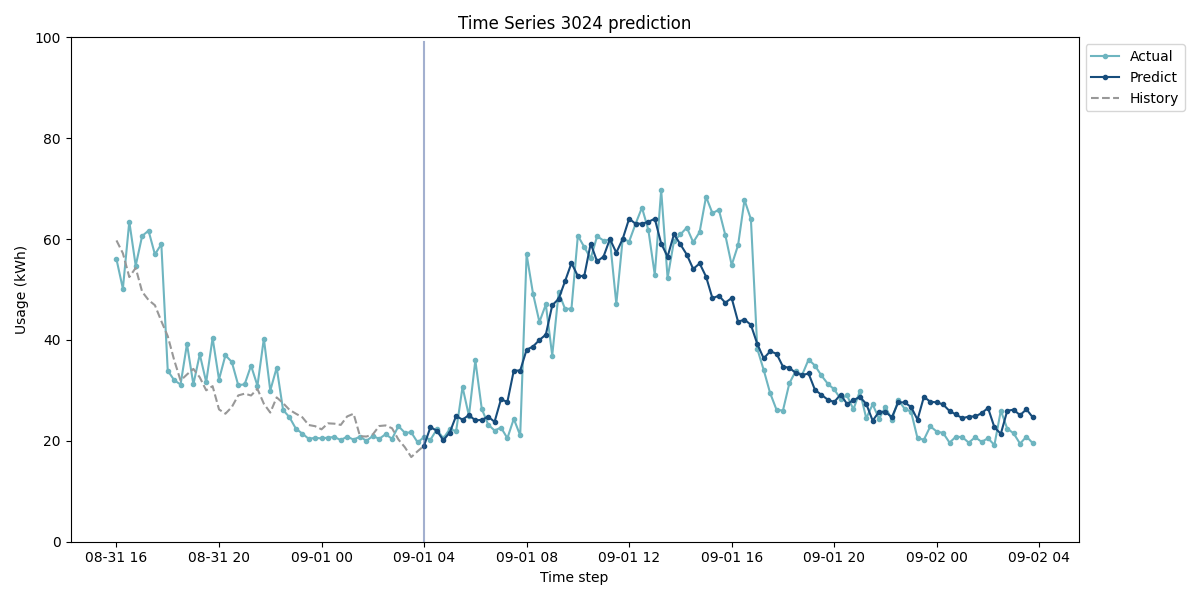 Time Series 3024 prediction
100
80
60
40
20
0
Usage (kWh)
08-31 16
08-31 20
09-01 00
09-01 04
09-01 08
09-01 12
09-01 16
09-01 20
09-02 00
09-02 04
Time step
Actual
Predict
History